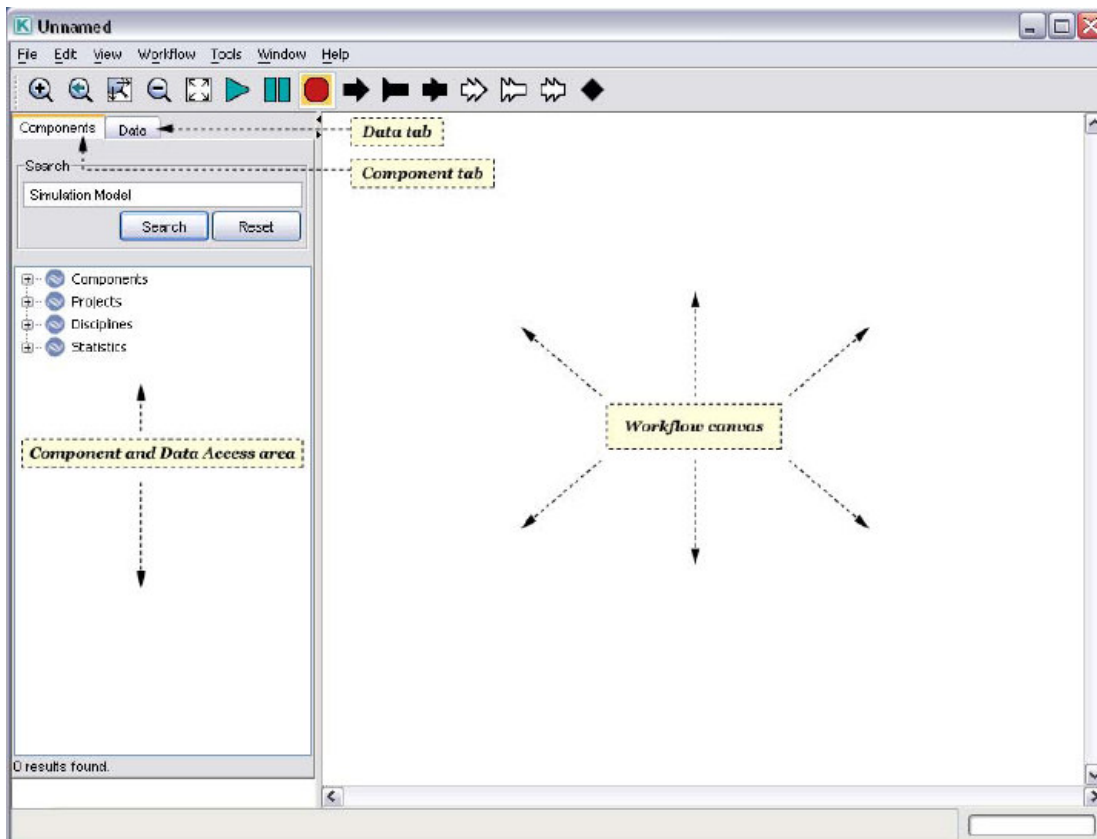 Unnamed
File Edit View Workflow Tools Window Help
Components Data
Data tab
Search
Component tab
Simulation Model
Search Reset
Components
Projects
Disciplines
Statistics
Workflow canvas
Component and Data Access area
0 results found.